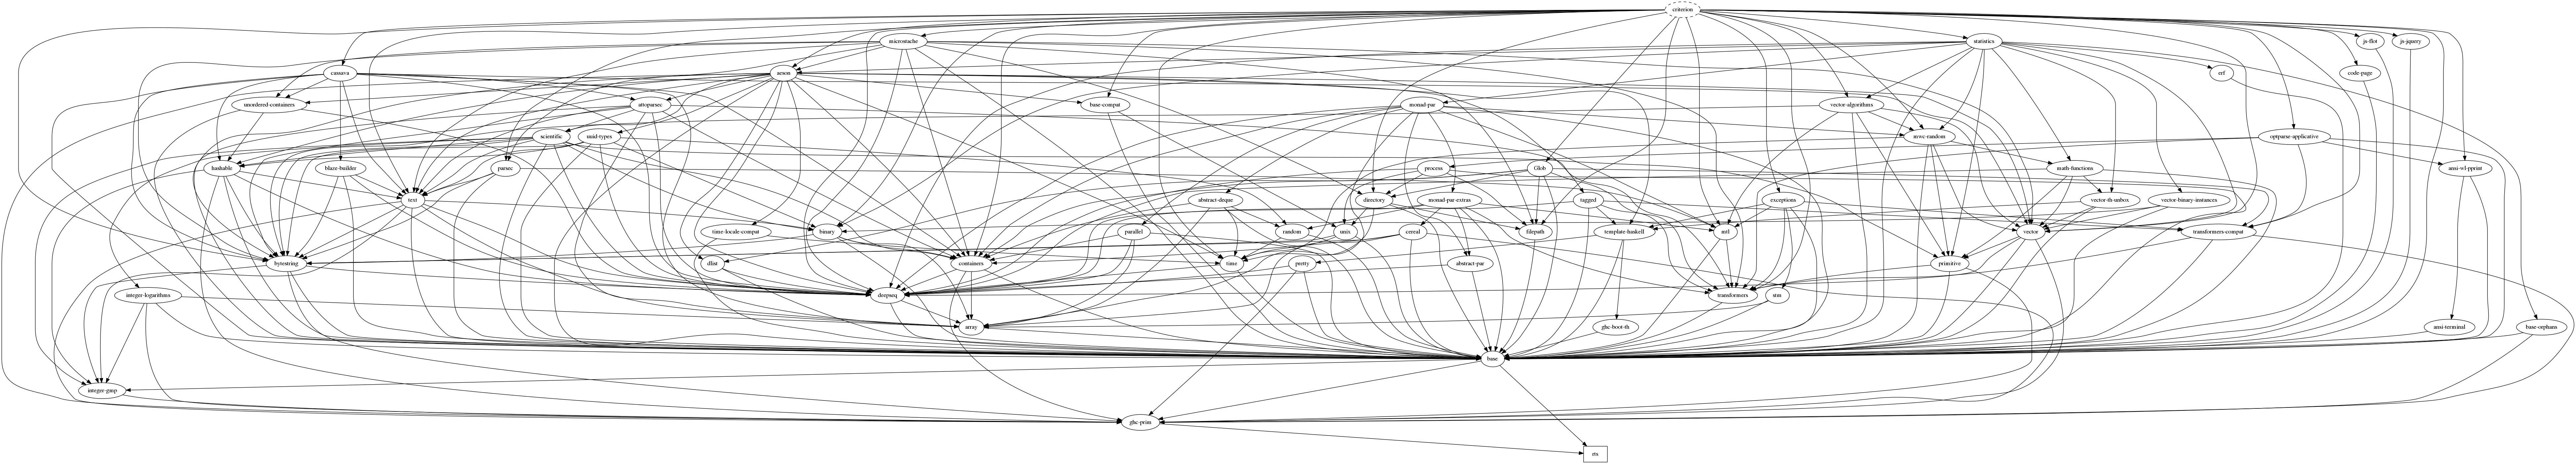 criterion
microstache
statistics
js-flot
js-jquery
cassava
aeson
erf
code-page
unordered-containers
attoparsec
base-compat
monad-par
vector-algorithms
scientific
uuid-types
mwc-random
optparse-applicative
hashable
blaze-builder
parsec
process
Glob
math-functions
ansi-wl-pprint
text
abstract-deque
directory
monad-par-extras
tagged
exceptions
vector-th-unbox
vector-binary-instances
time-locale-compat
binary
parallel
random
unix
cereal
filepath
template-haskell
mtl
vector
transformers-compat
bytestring
dlist
containers
time
pretty
abstract-par
primitive
integer-logarithms
deepseq
transformers
stm
array
ghc-boot-th
ansi-terminal
base-orphans
base
integer-gmp
ghc-prim
rts